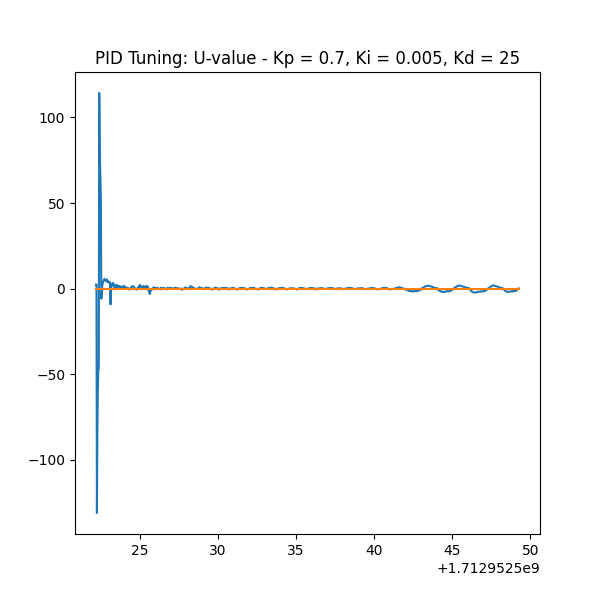 PID Tuning: U-value - Kp = 0.7, Ki = 0.005, Kd = 25
100
50
0
−50
−100
25 30 35 40 45 50
+1.7129525e9